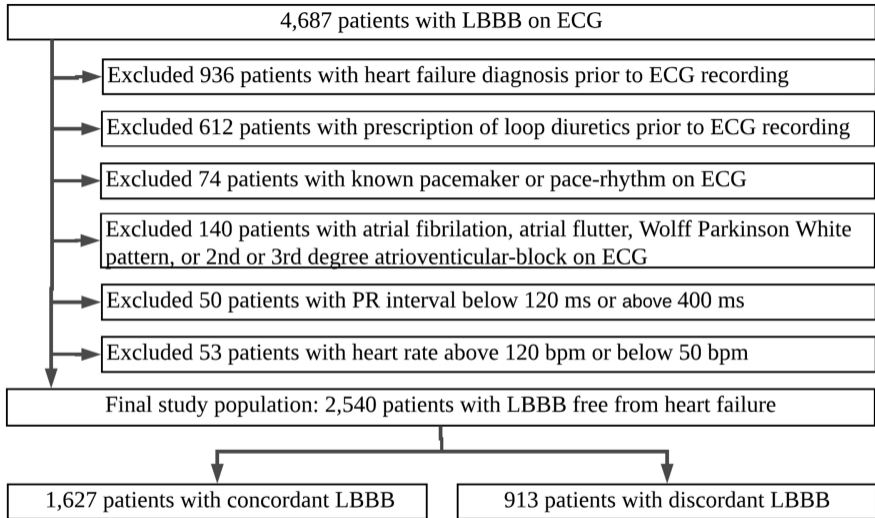 4,687 patients with LBBB on ECG
Excluded 936 patients with heart failure diagnosis prior to ECG recording
Excluded 612 patients with prescription of loop diuretics prior to ECG recording
Excluded 74 patients with known pacemaker or pace-rhythm on ECG
Excluded 140 patients with atrial fibrilation, atrial flutter, Wolff Parkinson White
pattern, or 2nd or 3rd degree atrioventicular-block on ECG
Excluded 50 patients with PR interval below 120 ms or above 400 ms
Excluded 53 patients with heart rate above 120 bpm or below 50 bpm
Final study population: 2,540 patients with LBBB free from heart failure
1,627 patients with concordant LBBB
913 patients with discordant LBBB